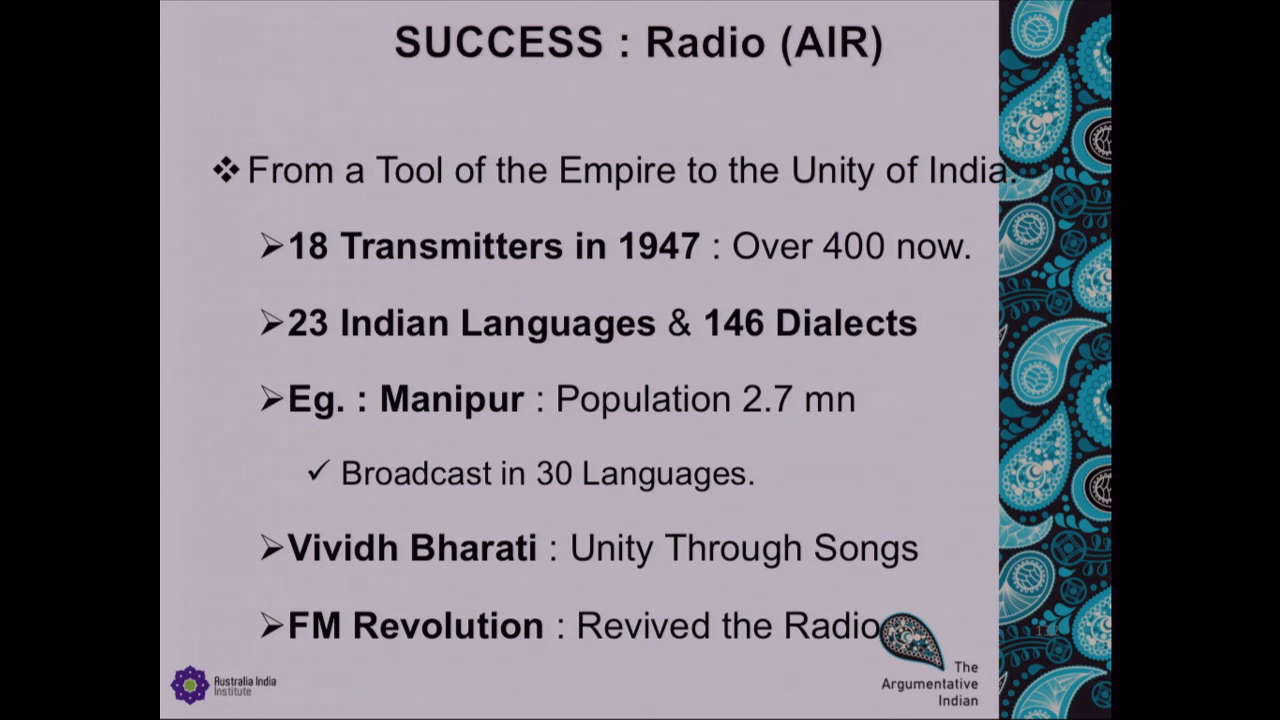 SUCCESS : Radio (AIR)
❖ From a Tool of the Empire to the Unity of India.
➢ 18 Transmitters in 1947 : Over 400 now.
➢ 23 Indian Languages & 146 Dialects
➢ Eg. : Manipur : Population 2.7 mn
✓ Broadcast in 30 Languages.
➢ Vividh Bharati : Unity Through Songs
➢ FM Revolution : Revived the Radio
Australia India
Institute
The
Argumentative
Indian